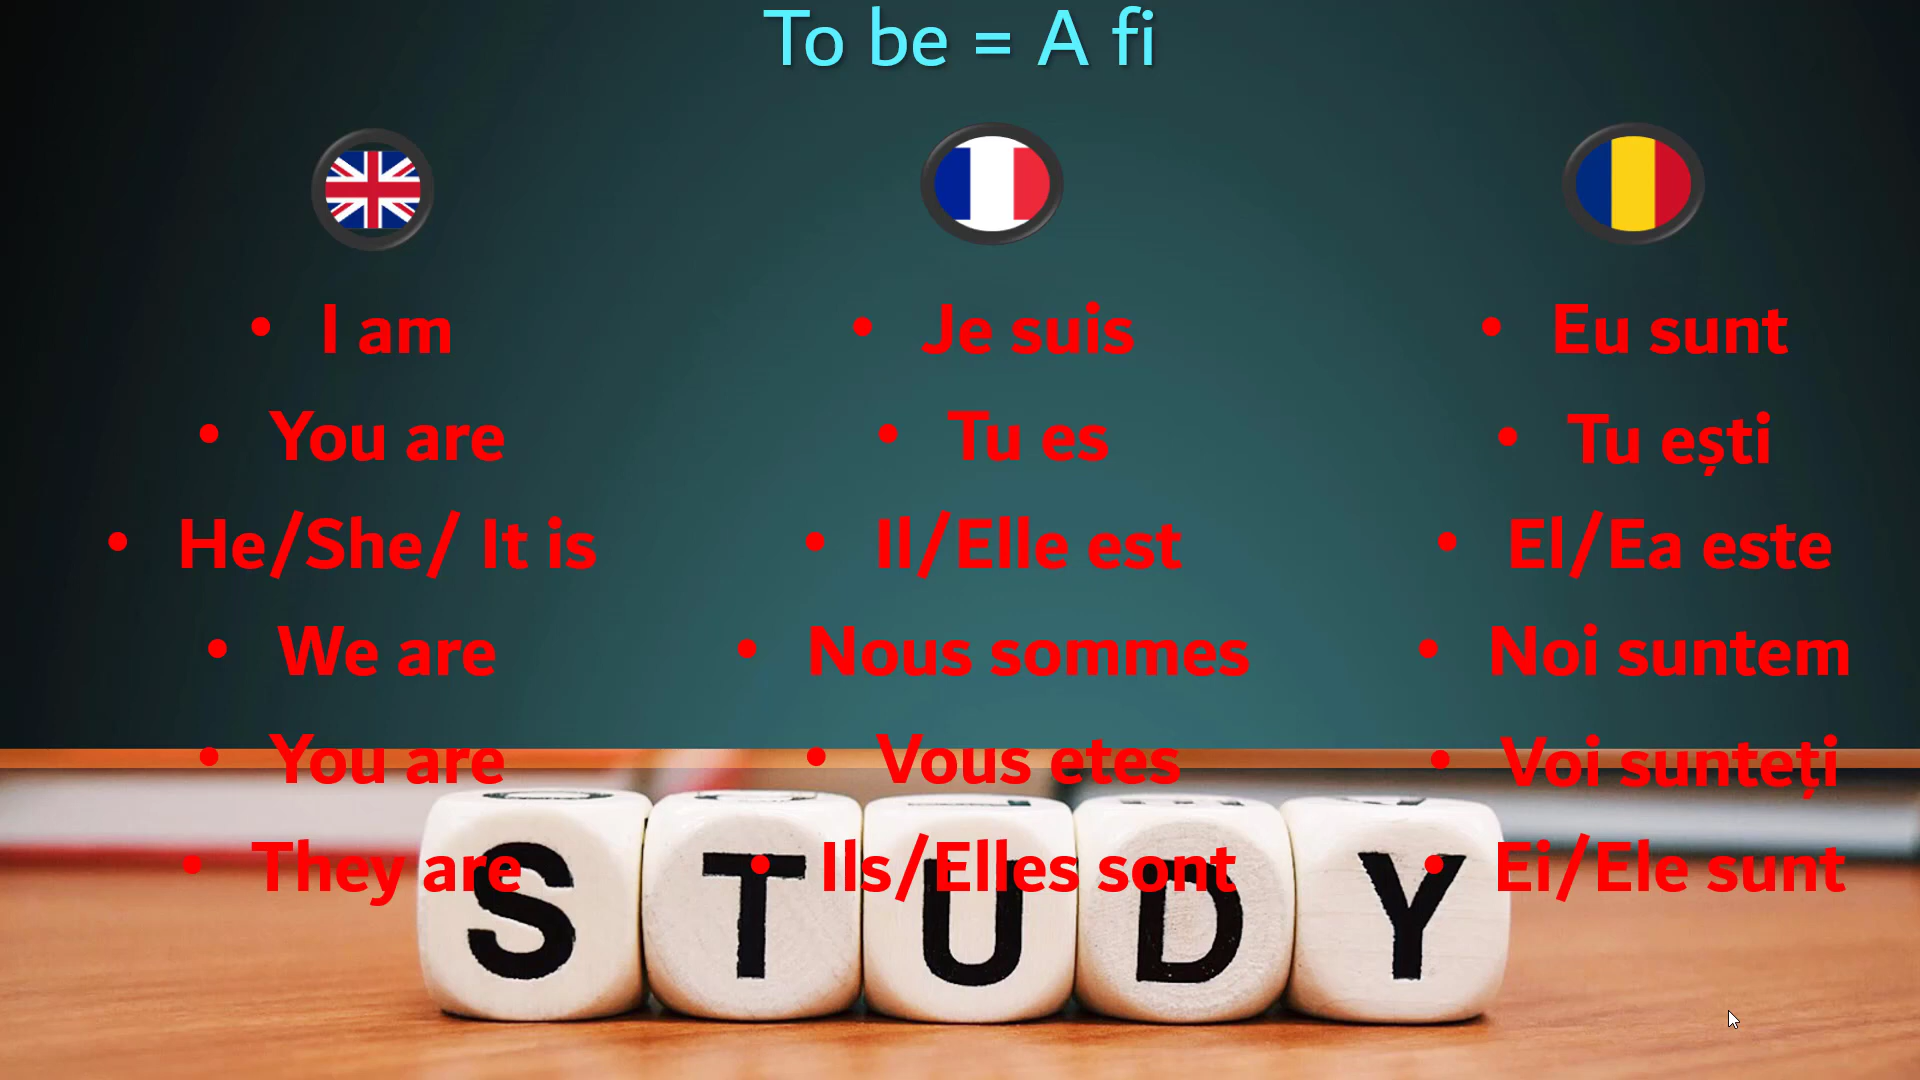 To be = A fi
• I am
• You are
• He/She/ It is
• We are
• You are
• They are
• Je suis
• Tu es
• Il/Elle est
• Nous sommes
• Vous etes
• Ils/Elles sont
• Eu sunt
• Tu ești
• El/Ea este
• Noi suntem
• Voi sunteți
• Ei/Ele sunt
STUDY